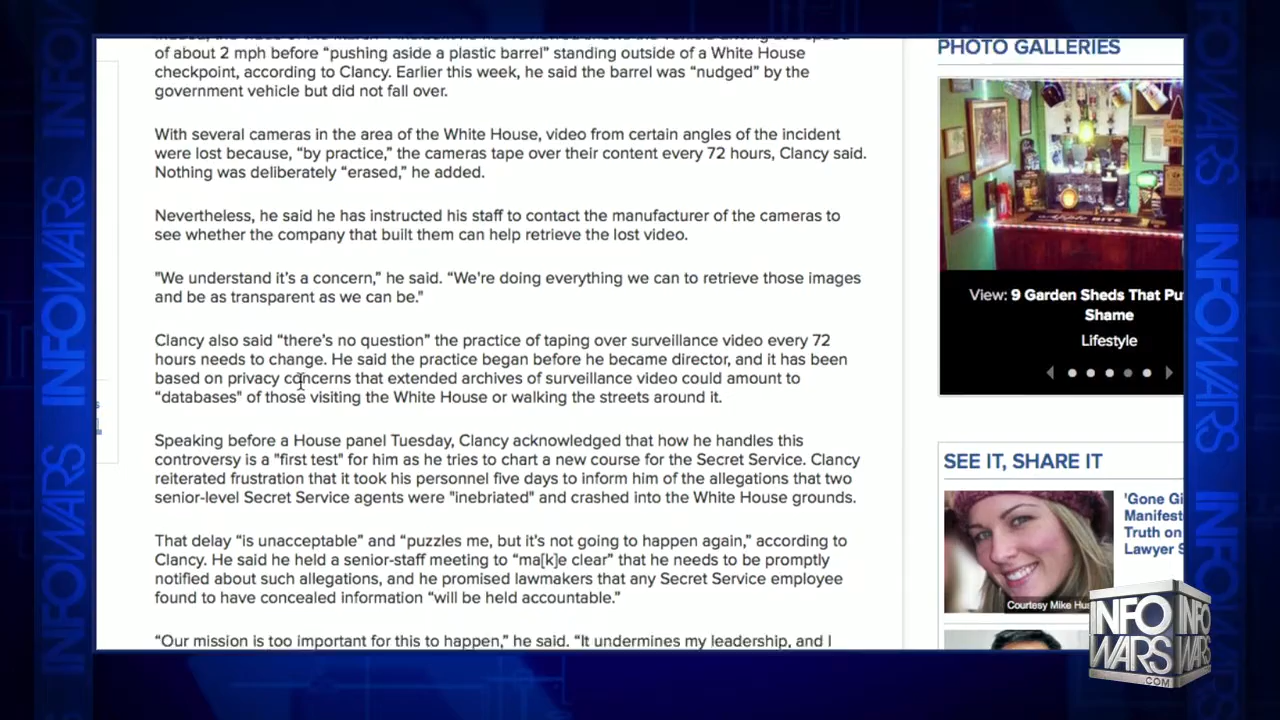 of about 2 mph before “pushing aside a plastic barrel” standing outside of a White House
checkpoint, according to Clancy. Earlier this week, he said the barrel was “nudged” by the
government vehicle but did not fall over.
With several cameras in the area of the White House, video from certain angles of the incident
were lost because, “by practice,” the cameras tape over their content every 72 hours, Clancy said.
Nothing was deliberately “erased,” he added.
Nevertheless, he said he has instructed his staff to contact the manufacturer of the cameras to
see whether the company that built them can help retrieve the lost video.
"We understand it’s a concern,” he said. “We're doing everything we can to retrieve those images
and be as transparent as we can be."
Clancy also said “there’s no question” the practice of taping over surveillance video every 72
hours needs to change. He said the practice began before he became director, and it has been
based on privacy concerns that extended archives of surveillance video could amount to
“databases” of those visiting the White House or walking the streets around it.
Speaking before a House panel Tuesday, Clancy acknowledged that how he handles this
controversy is a "first test" for him as he tries to chart a new course for the Secret Service. Clancy
reiterated frustration that it took his personnel five days to inform him of the allegations that two
senior-level Secret Service agents were "inebriated" and crashed into the White House grounds.
That delay “is unacceptable” and “puzzles me, but it’s not going to happen again,” according to
Clancy. He said he held a senior-staff meeting to “ma[k]e clear” that he needs to be promptly
notified about such allegations, and he promised lawmakers that any Secret Service employee
found to have concealed information “will be held accountable.”
“Our mission is too important for this to happen,” he said. “It undermines my leadership, and I
PHOTO GALLERIES
View: 9 Garden Sheds That Pu
Shame
Lifestyle
SEE IT, SHARE IT
'Gone Gi
Manifest
Truth on
Lawyer S
Courtesy Mike Hu
INFOWARS
INFOWARS
INFOWARS
INFOWARS
INFO
WARS
.COM